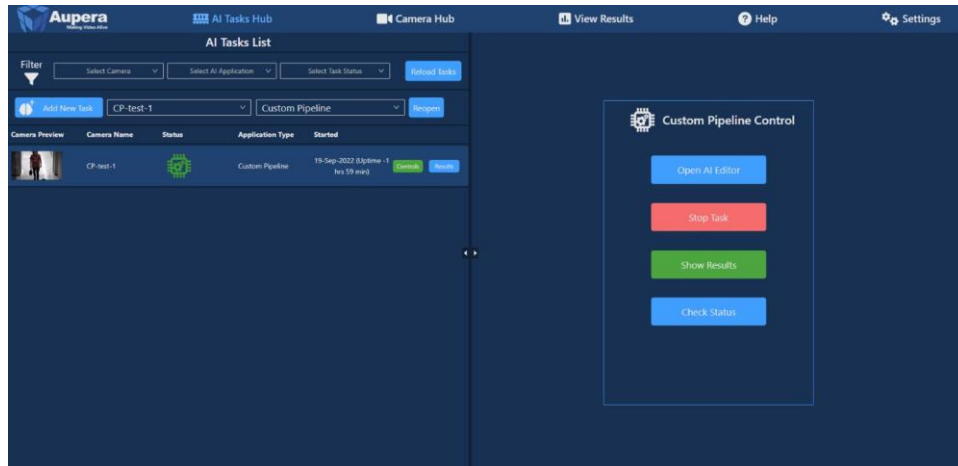 Aupera
Making Video Alive
AI Tasks Hub
Camera Hub
View Results
Help
Settings
AI Tasks List
Filter
Select Camera
Select AI Application
Select Task Status
Reload Tasks
Add New Task
CP-test-1
Custom Pipeline
Reopen
Camera Preview
Camera Name
Status
Application Type
Started
CP-test-1
Custom Pipeline
19-Sep-2022 (Uptime -1
hrs 59 min)
Controls
Results
Custom Pipeline Control
Open AI Editor
Stop Task
Show Results
Check Status